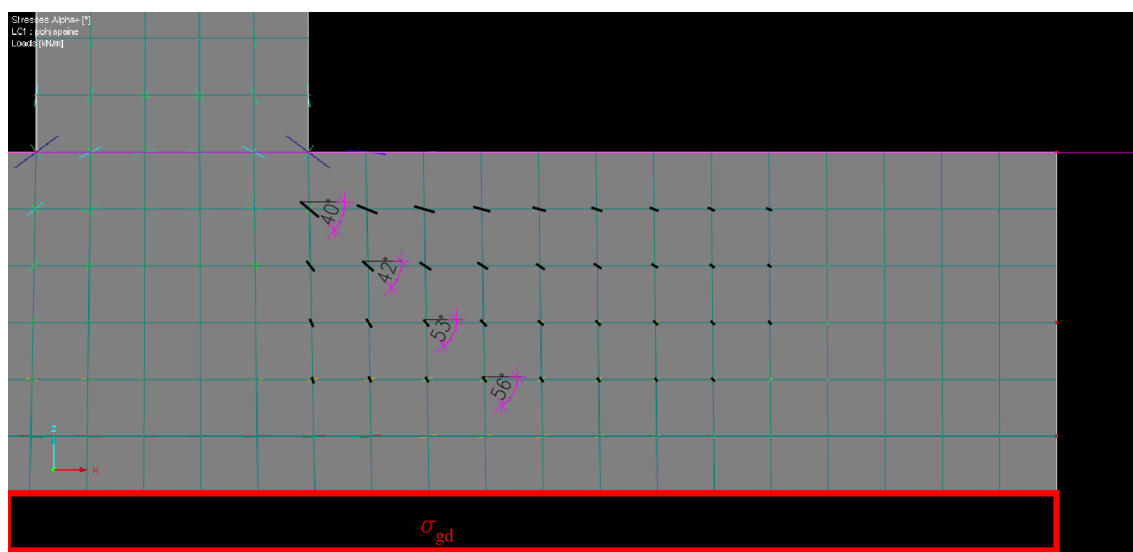 Stresses Alpha+ [°]
LC1 : pohjapaine
Loads [kN/m]
40°
42°
53°
56°
z
x
σgd